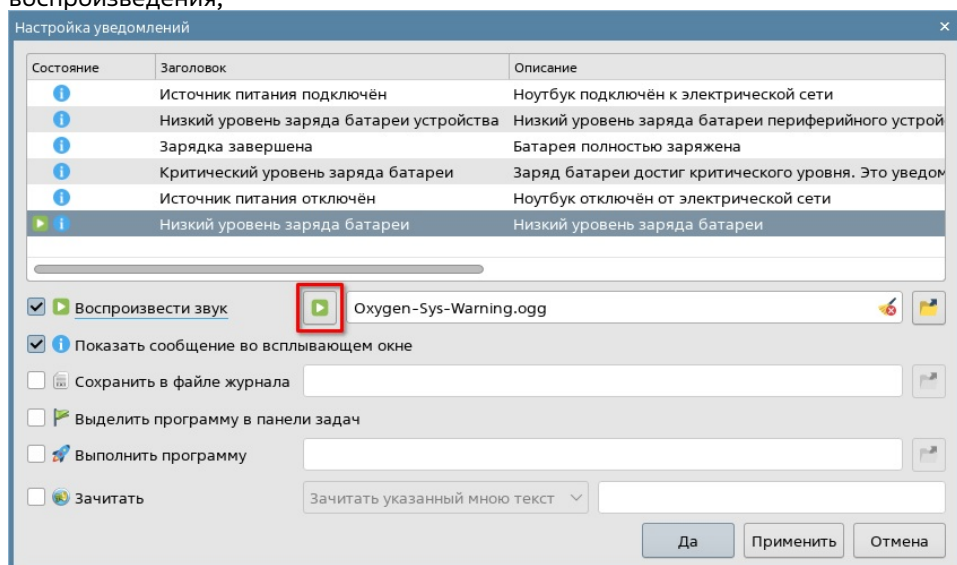 воспроизведения;
Настройка уведомлений
Состояние Заголовок Описание
Источник питания подключён Ноутбук подключён к электрической сети
Низкий уровень заряда батареи устройства Низкий уровень заряда батареи периферийного устрой
Зарядка завершена Батарея полностью заряжена
Критический уровень заряда батареи Заряд батареи достиг критического уровня. Это уведом
Источник питания отключён Ноутбук отключён от электрической сети
Низкий уровень заряда батареи Низкий уровень заряда батареи
Воспроизвести звук Oxygen-Sys-Warning.ogg
Показать сообщение во всплывающем окне
Сохранить в файле журнала
Выделить программу в панели задач
Выполнить программу
Зачитать Зачитать указанный мною текст
Да Применить Отмена